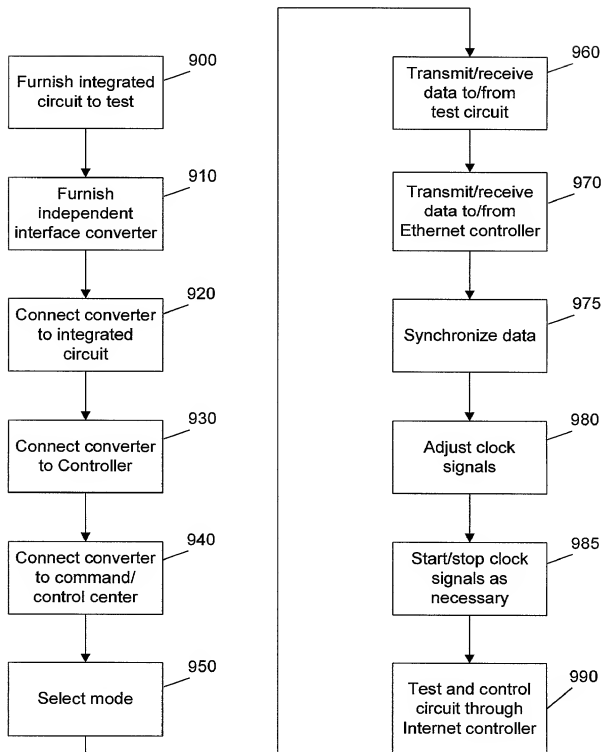 900
Furnish integrated
circuit to test
910
Furnish
independent
interface converter
920
Connect converter
to integrated
circuit
930
Connect converter
to Controller
940
Connect converter
to command/
control center
950
Select mode
960
Transmit/receive
data to/from
test circuit
970
Transmit/receive
data to/from
Ethernet controller
975
Synchronize data
980
Adjust clock
signals
985
Start/stop clock
signals as
necessary
990
Test and control
circuit through
Internet controller